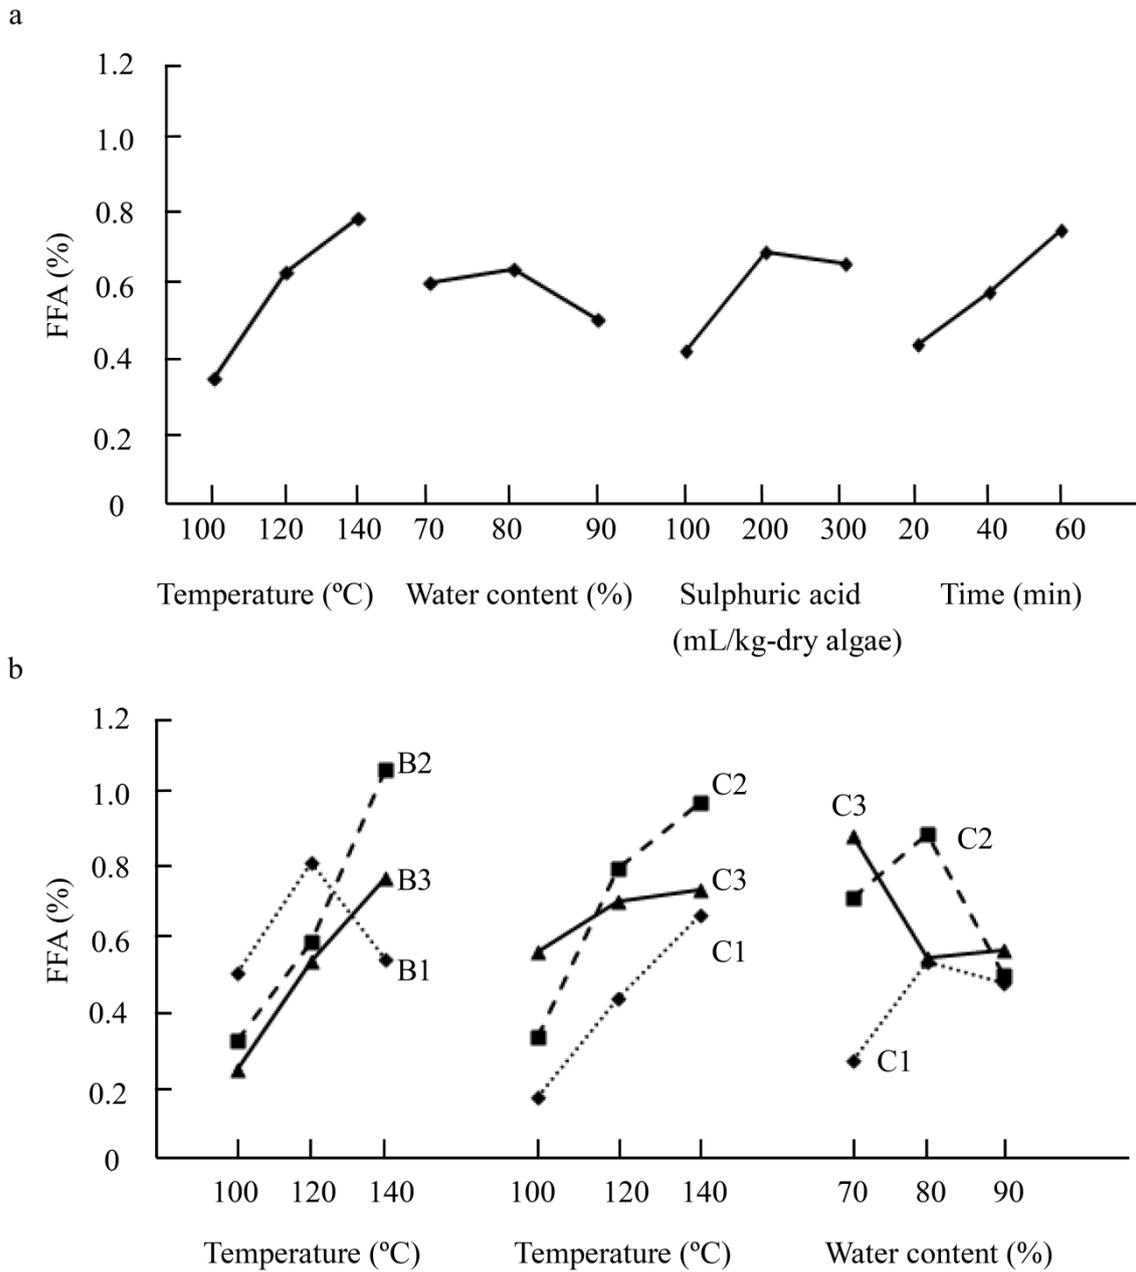 a
1.2
1.0
0.8
0.6
0.4
0.2
0
FFA (%)
100 120 140 70 80 90 100 200 300 20 40 60
Temperature (ºC) Water content (%) Sulphuric acid Time (min)
(mL/kg-dry algae)
b
1.2
1.0
0.8
0.6
0.4
0.2
0
FFA (%)
B2
B3
B1
C2
C3
C1
C3
C2
C1
100 120 140 100 120 140 70 80 90
Temperature (ºC) Temperature (ºC) Water content (%)